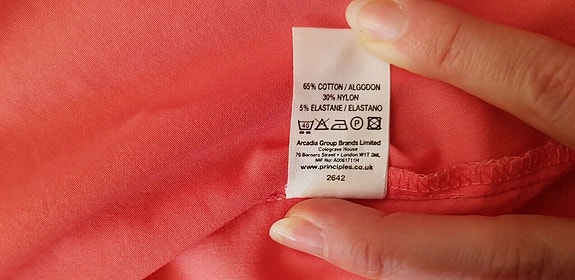 65% COTTON / ALGODON
30% NYLON
5% ELASTANE / ELASTANO
40 P
Arcadia Group Brands Limited
Colegrave House
70 Berners Street • London W1T 3NL
www.principles.co.uk
2642